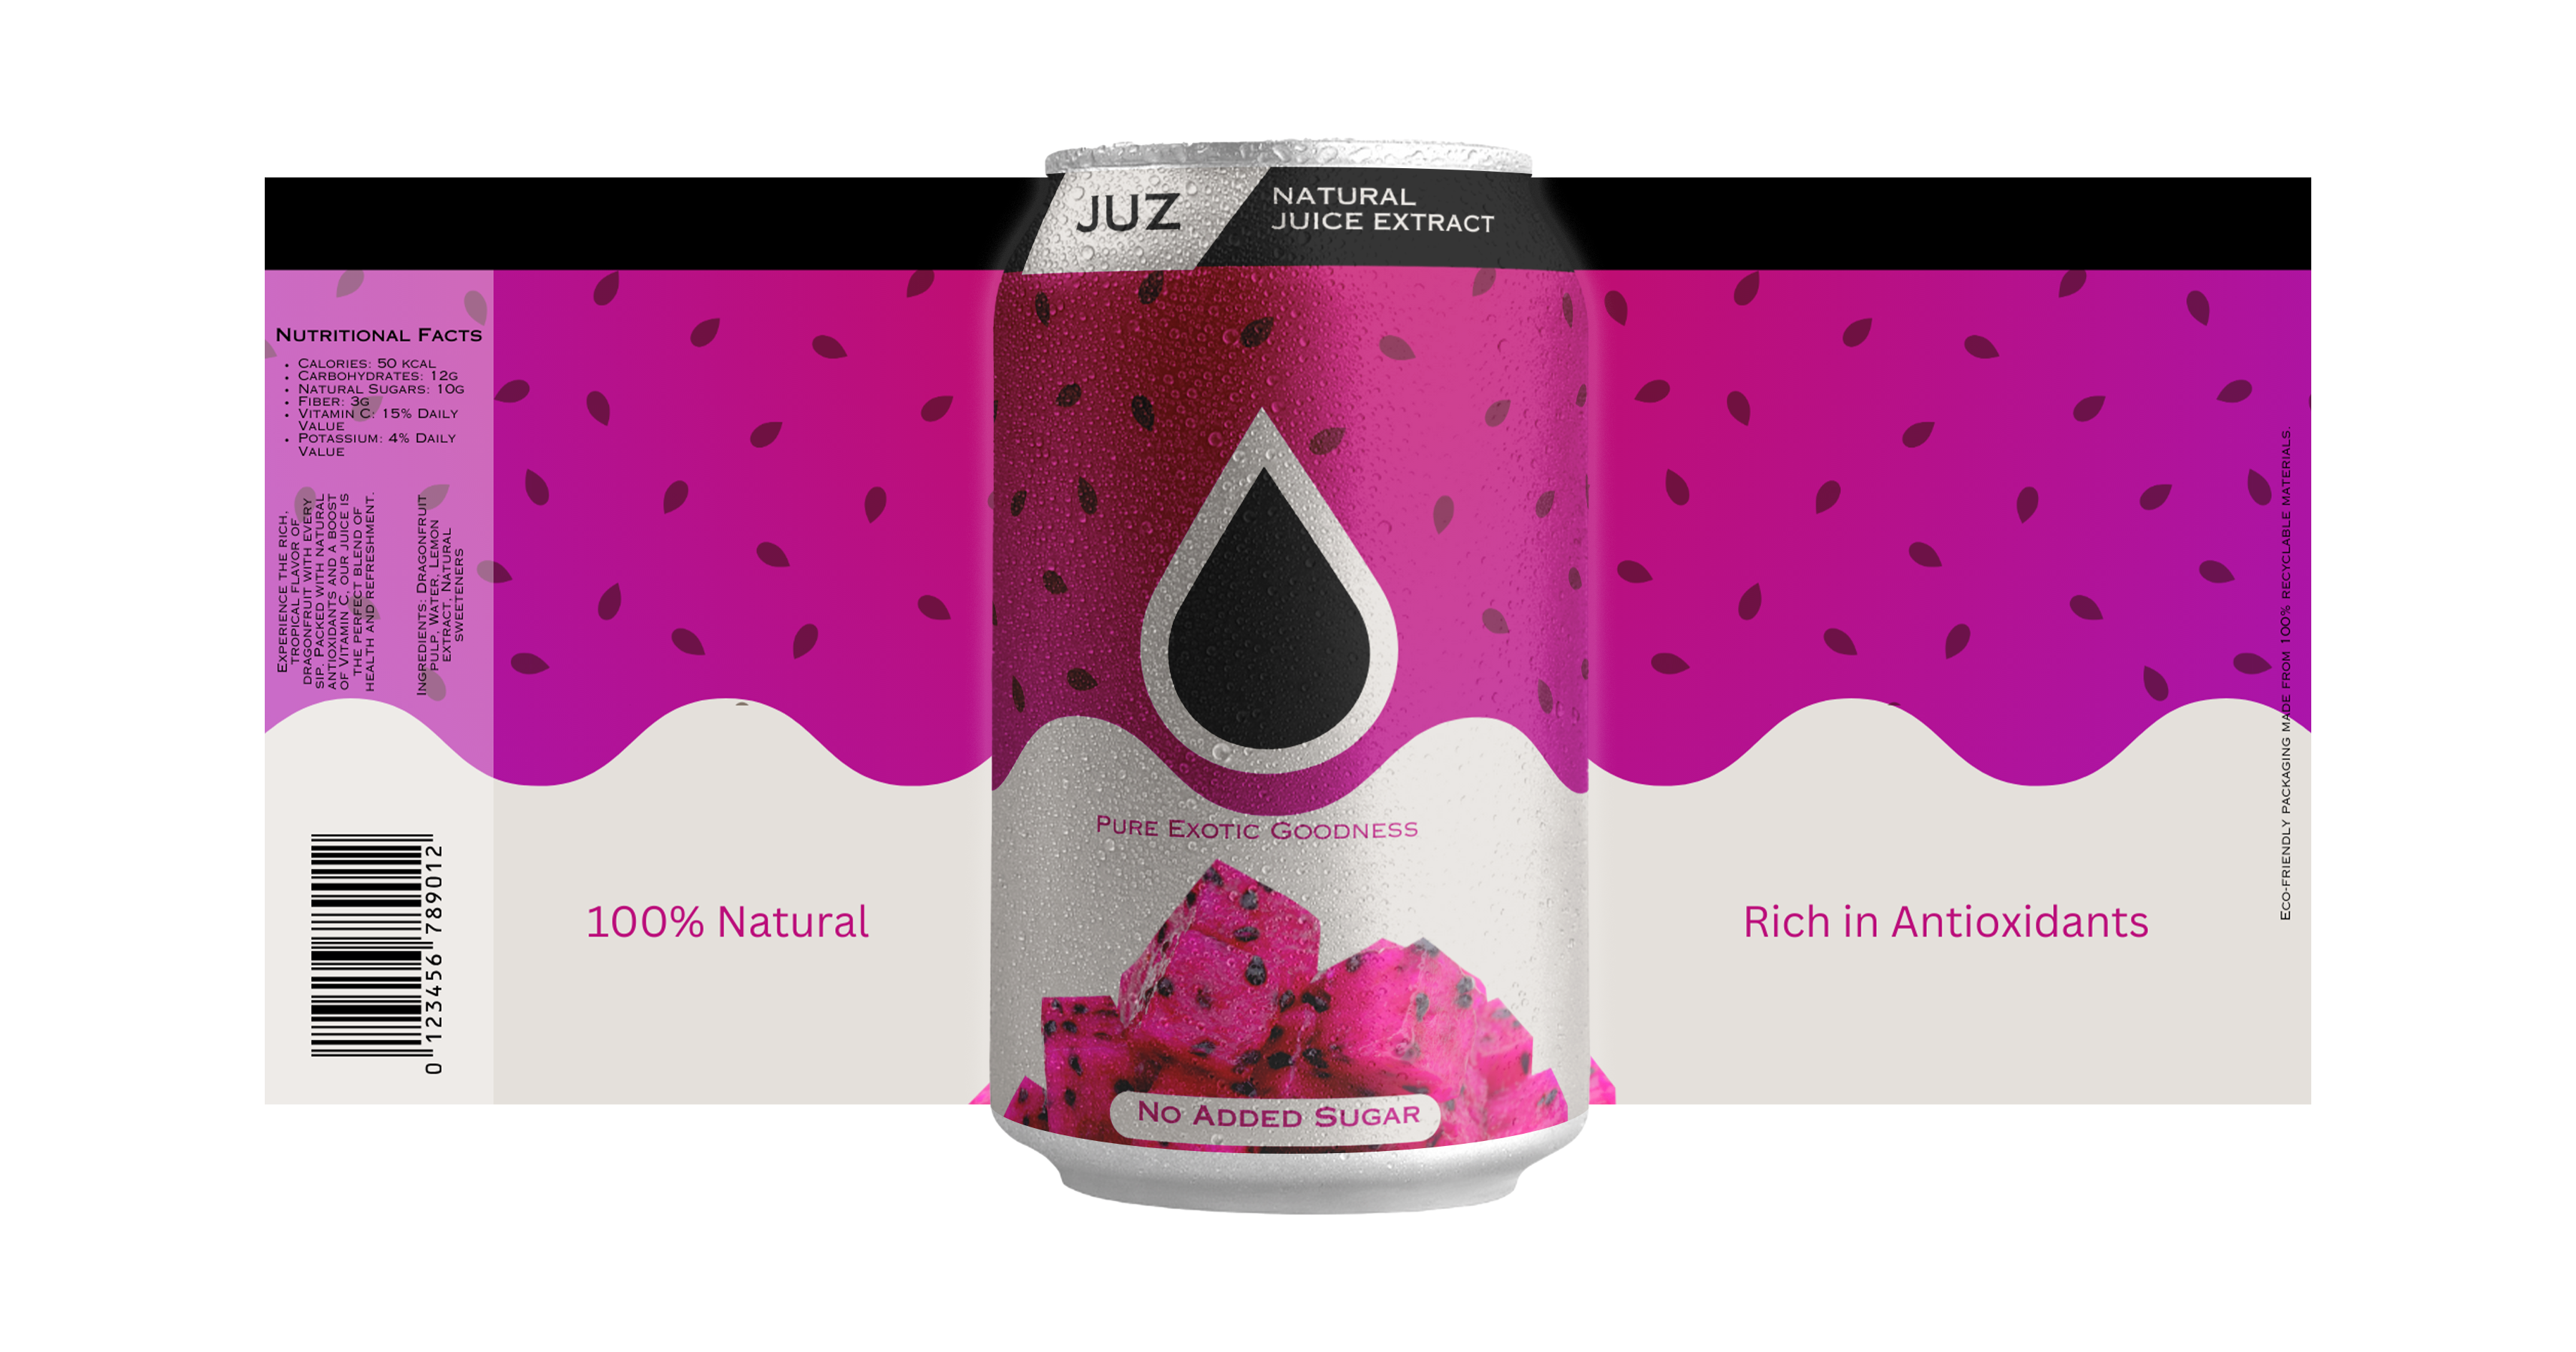 JUZ
NATURAL
JUICE EXTRACT
Nutritional Facts
• Calories: 50 kcal
• Carbohydrates: 12g
• Natural Sugars: 10g
• Fiber: 3g
• Vitamin C: 15% Daily
Value
• Potassium: 4% Daily
Value
Experience the rich,
tropical flavor of
dragonfruit with every
sip. Packed with natural
antioxidants and a boost
of Vitamin C, our juice is
the perfect blend of
health and refreshment.
Ingredients: Dragonfruit
pulp, Water, Lemon
extract, Natural
sweeteners
0 123456 789012
100% Natural
Pure Exotic Goodness
No Added Sugar
Rich in Antioxidants
Eco-friendly packaging made from 100% recyclable materials.